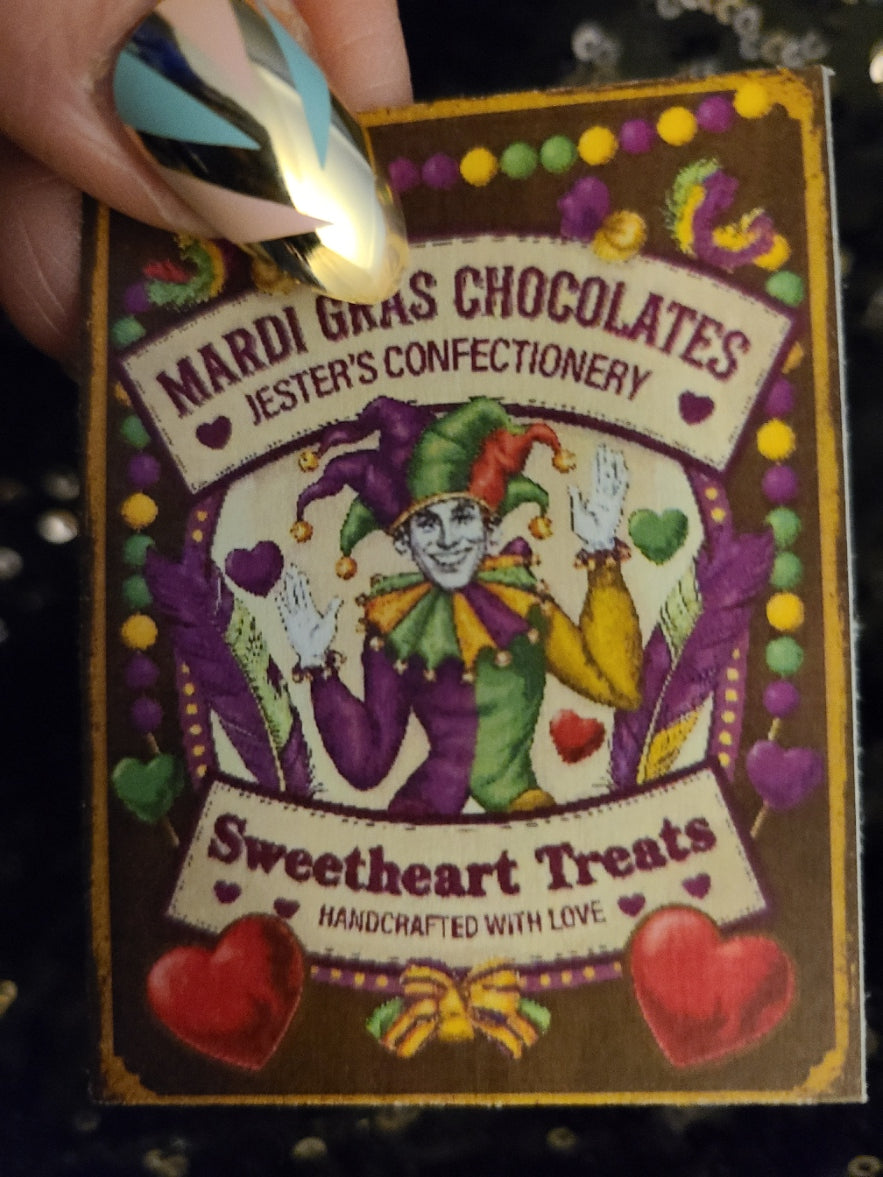 MARDI GRAS CHOCOLATES
JESTER'S CONFECTIONERY
Sweetheart Treats
HANDCRAFTED WITH LOVE